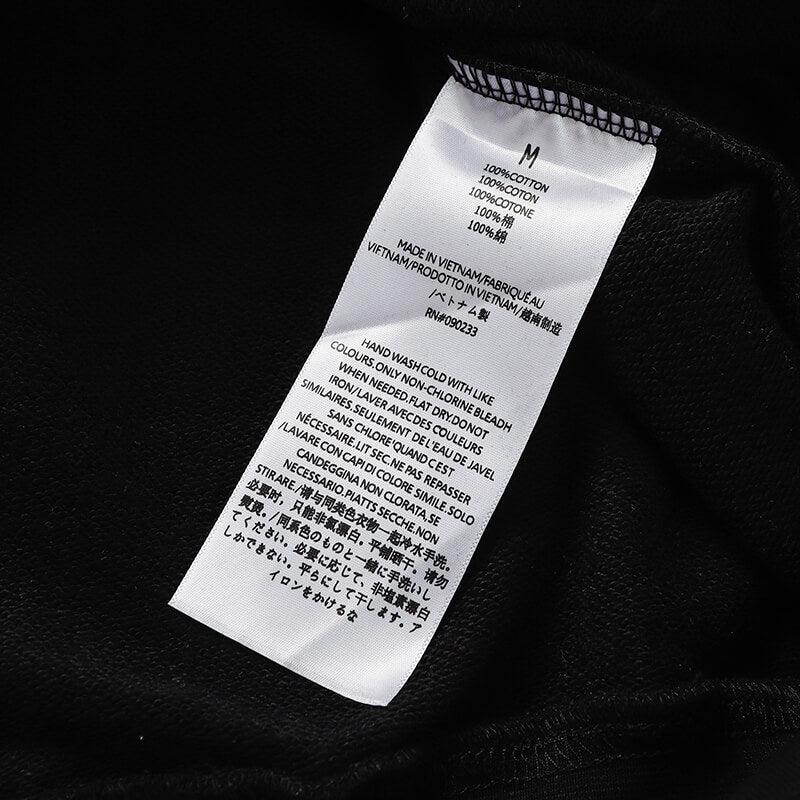 M
100%COTTON
100%COTON
100%COTONE
100%棉
100%綿
MADE IN VIETNAM/FABRIQUÉ AU
VIETNAM/PRODOTTO IN VIETNAM/越南制造
/ベトナム製
RN#090233
HAND WASH COLD WITH LIKE
COLOURS.ONLY NON-CHLORINE BLEADH
WHEN NEEDED.FLAT DRY.DO NOT
IRON/LAVER AVEC DES COULEURS
SIMILAIRES.SEULEMENT DE L'EAU DE JAVEL
SANS CHLORE'QUAND C'EST
NÉCESSAIRE.LIT SEC.NE PAS REPASSER
/LAVARE CON CAPI DI COLORE SIMILE.SOLO
CANDEGGINA NON CLORATA,SE
NECESSARIO.PIATTS SECCHE.NON
STIRARE./请与同类色衣物一起冷水手洗.
必要时，只能非氯漂白.平铺晒干.请勿
熨烫。/同系色のものと一緒に手洗いし
てください。必要に応じて、非塩素漂白
しかできない。平らにして干します。ア
イロンをかけるな